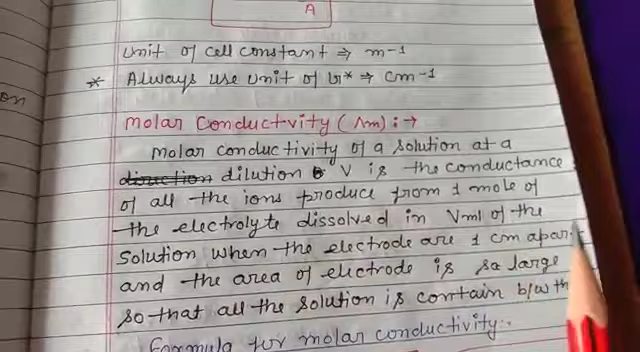 A
on
unit of cell constant ⇒ m-1
* Always use unit of G* ⇒ cm-1
Molar Conductvity (Λm) :→
Molar conductivity of a solution at a
dilution V is the conductance
of all the ions produce from 1 mole of
the electrolyte dissolved in Vml of the
Solution when the electrode are 1 cm apart
and the area of electrode is so large
so that all the solution is contain b/w th
Formula for molar conductivity:-